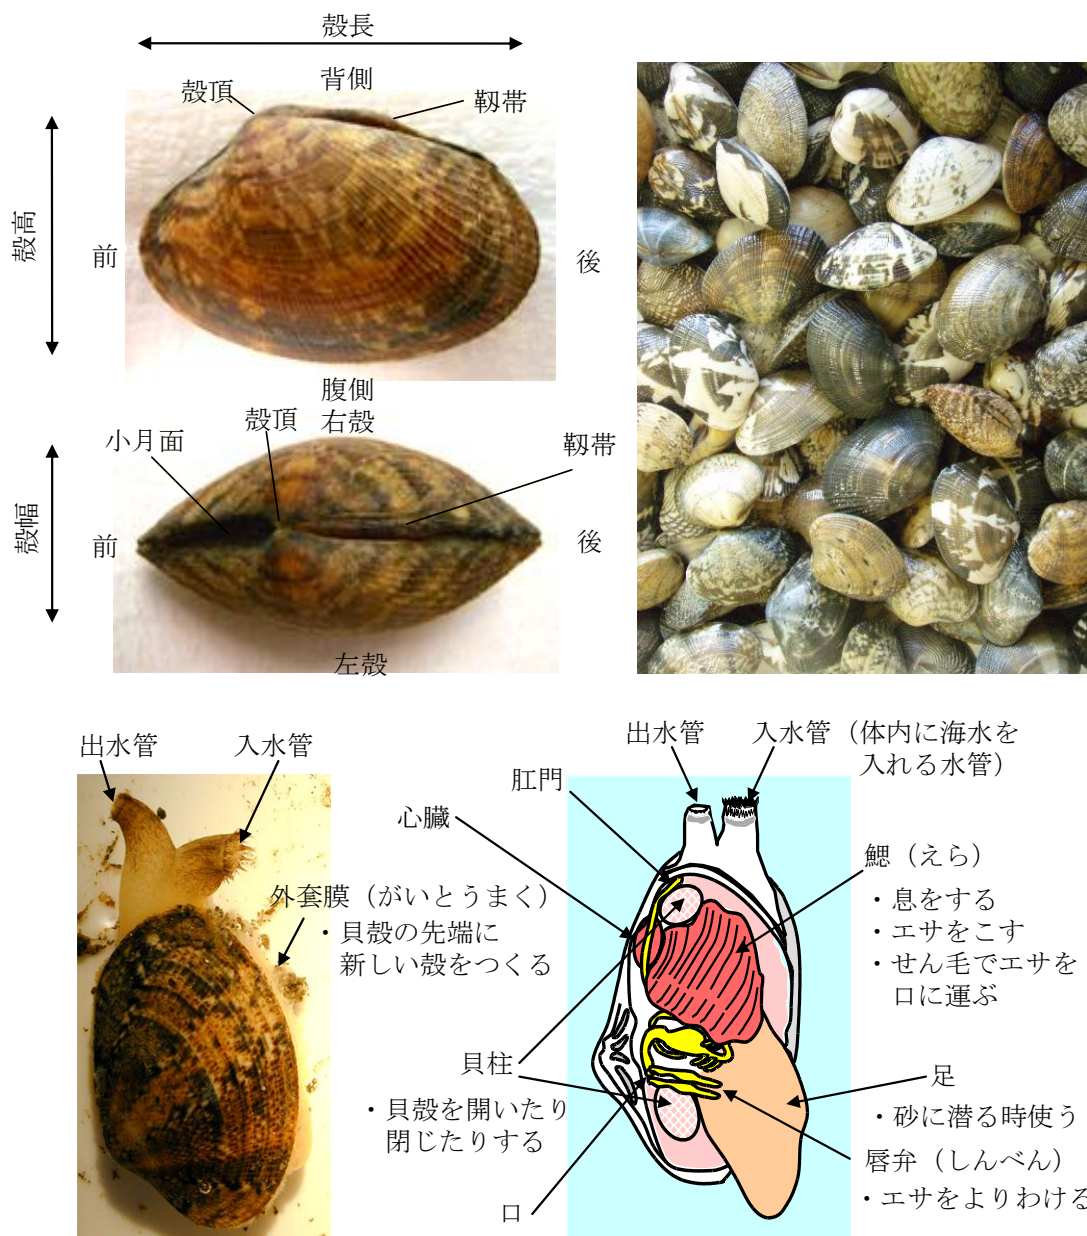 殻長
背側
殻頂
靱帯
殻高
前
後
腹側
右殻
殻頂
小月面
靱帯
殻幅
前
後
左殻
出水管
入水管
外套膜（がいとうまく）
・貝殻の先端に
新しい殻をつくる
出水管
入水管（体内に海水を
入れる水管）
肛門
心臓
鰓（えら）
・息をする
・エサをこす
・せん毛でエサを
口に運ぶ
貝柱
・貝殻を開いたり
閉じたりする
足
・砂に潜る時使う
唇弁（しんべん）
・エサをよりわける
口